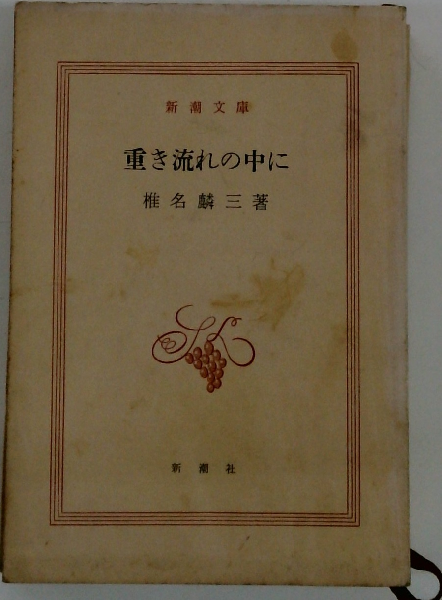 新潮文庫
重き流れの中に
椎名麟三著
新潮社